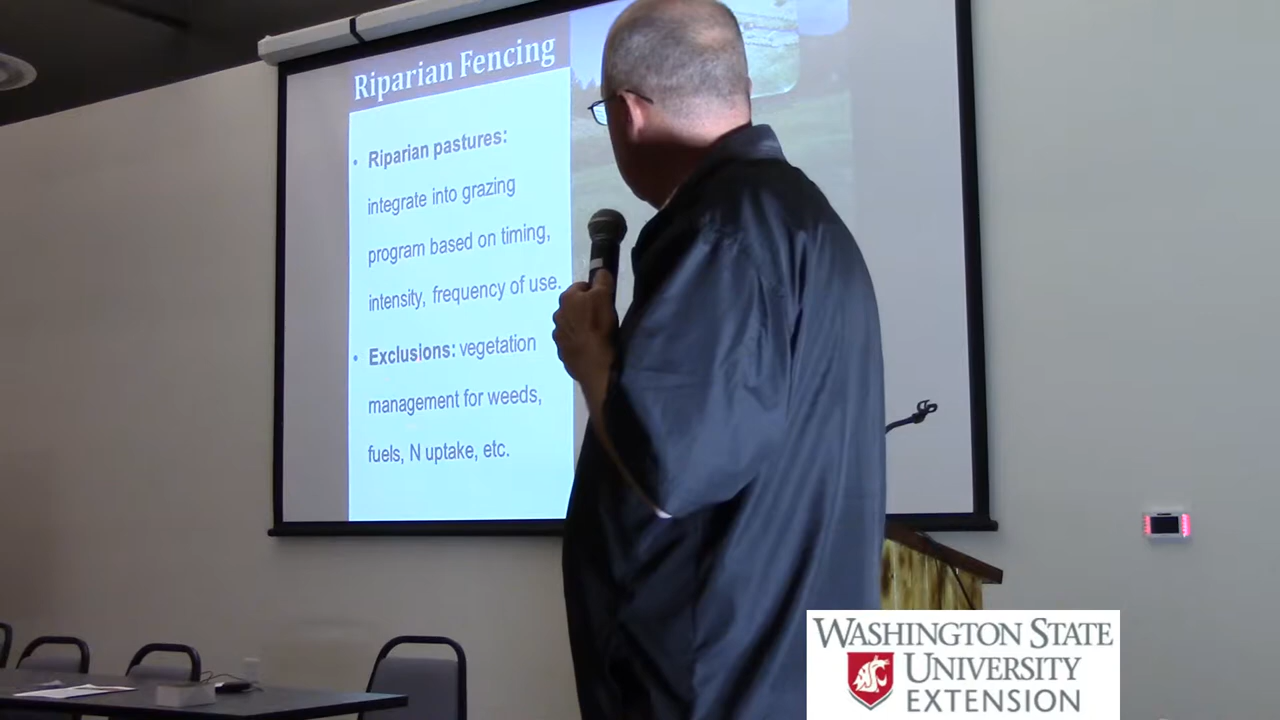 Riparian Fencing
• Riparian pastures:
integrate into grazing
program based on timing,
intensity, frequency of use.
• Exclusions: vegetation
management for weeds,
fuels, N uptake, etc.
WASHINGTON STATE
UNIVERSITY
EXTENSION